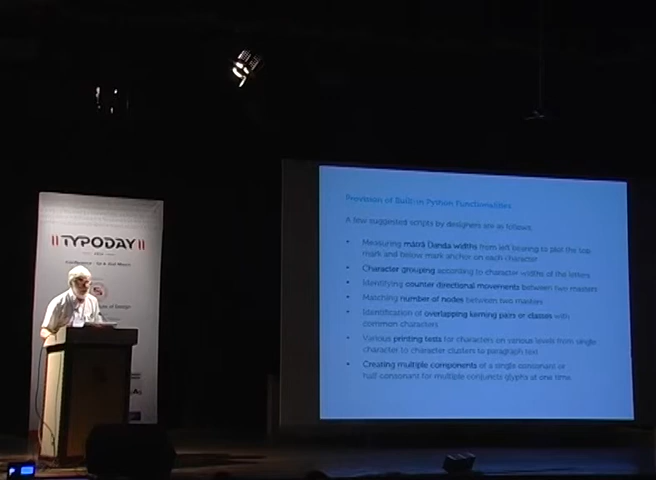 TYPODAY
Provision of Built-in Python Functionalities
A few suggested scripts by designers are as follows,
• Measuring mātrā Danda widths from left bearing to plot the top
mark and below mark anchor on each character
• Character grouping according to character widths of the letters
• Identifying counter directional movements between two masters
• Matching number of nodes between two masters
• Identification of overlapping kerning pairs or classes with
common characters
• Various printing tests for characters on various levels from single
character to character clusters to paragraph text
• Creating multiple components of a single consonant or
half consonant for multiple conjunct glyphs at one time.